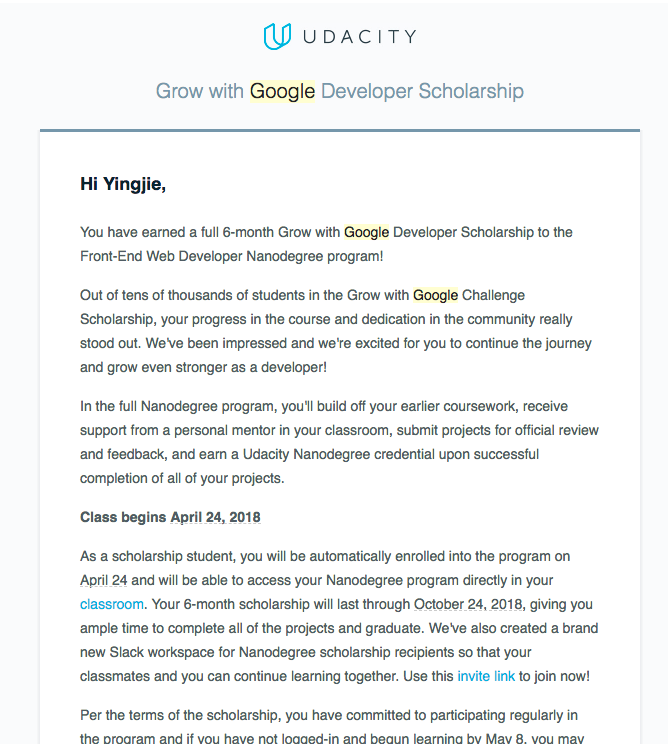 UDACITY
Grow with Google Developer Scholarship
Hi Yingjie,
You have earned a full 6-month Grow with Google Developer Scholarship to the
Front-End Web Developer Nanodegree program!
Out of tens of thousands of students in the Grow with Google Challenge
Scholarship, your progress in the course and dedication in the community really
stood out. We've been impressed and we're excited for you to continue the journey
and grow even stronger as a developer!
In the full Nanodegree program, you'll build off your earlier coursework, receive
support from a personal mentor in your classroom, submit projects for official review
and feedback, and earn a Udacity Nanodegree credential upon successful
completion of all of your projects.
Class begins April 24, 2018
As a scholarship student, you will be automatically enrolled into the program on
April 24 and will be able to access your Nanodegree program directly in your
classroom. Your 6-month scholarship will last through October 24, 2018, giving you
ample time to complete all of the projects and graduate. We've also created a brand
new Slack workspace for Nanodegree scholarship recipients so that your
classmates and you can continue learning together. Use this invite link to join now!
Per the terms of the scholarship, you have committed to participating regularly in
the program and if you have not logged-in and begun learning by May 8, you may